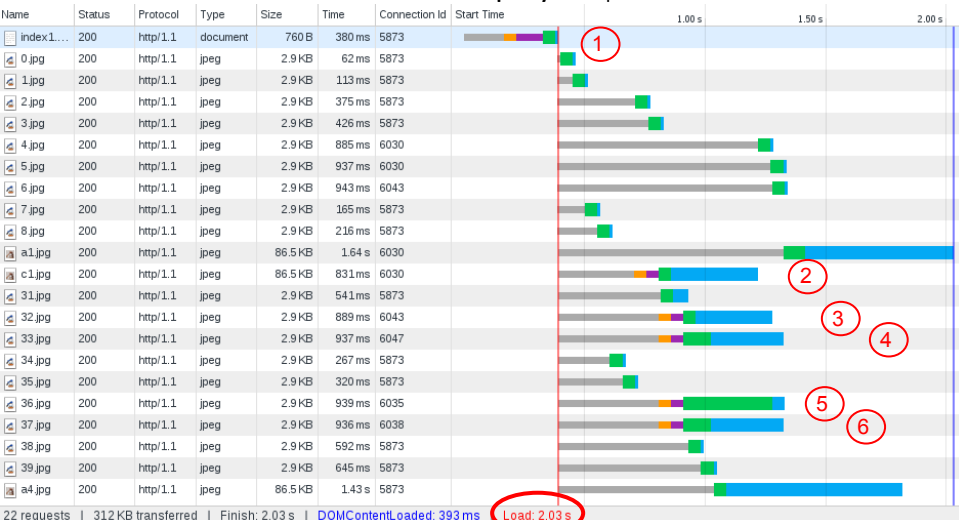 Name Status Protocol Type Size Time Connection Id Start Time
1.00 s 1.50 s 2.00 s
index1.... 200 http/1.1 document 760 B 380 ms 5873 1
0.jpg 200 http/1.1 jpeg 2.9 KB 62 ms 5873
1.jpg 200 http/1.1 jpeg 2.9 KB 113 ms 5873
2.jpg 200 http/1.1 jpeg 2.9 KB 375 ms 5873
3.jpg 200 http/1.1 jpeg 2.9 KB 426 ms 5873
4.jpg 200 http/1.1 jpeg 2.9 KB 885 ms 6030
5.jpg 200 http/1.1 jpeg 2.9 KB 937 ms 6030
6.jpg 200 http/1.1 jpeg 2.9 KB 943 ms 6043
7.jpg 200 http/1.1 jpeg 2.9 KB 165 ms 5873
8.jpg 200 http/1.1 jpeg 2.9 KB 216 ms 5873
a1.jpg 200 http/1.1 jpeg 86.5 KB 1.64 s 6030
c1.jpg 200 http/1.1 jpeg 86.5 KB 831 ms 6030 2
31.jpg 200 http/1.1 jpeg 2.9 KB 541 ms 5873
32.jpg 200 http/1.1 jpeg 2.9 KB 889 ms 6043 3
33.jpg 200 http/1.1 jpeg 2.9 KB 937 ms 6047 4
34.jpg 200 http/1.1 jpeg 2.9 KB 267 ms 5873
35.jpg 200 http/1.1 jpeg 2.9 KB 320 ms 5873
36.jpg 200 http/1.1 jpeg 2.9 KB 939 ms 6035 5
37.jpg 200 http/1.1 jpeg 2.9 KB 936 ms 6038 6
38.jpg 200 http/1.1 jpeg 2.9 KB 592 ms 5873
39.jpg 200 http/1.1 jpeg 2.9 KB 645 ms 5873
a4.jpg 200 http/1.1 jpeg 86.5 KB 1.43 s 5873
22 requests | 312 KB transferred | Finish: 2.03 s | DOMContentLoaded: 393 ms | Load: 2.03 s